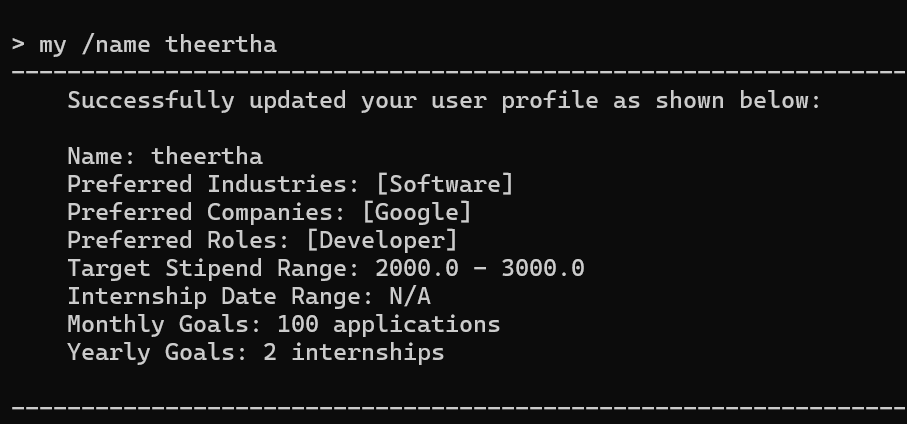 > my /name theertha
--------------------------------------------------------------------
Successfully updated your user profile as shown below:
Name: theertha
Preferred Industries: [Software]
Preferred Companies: [Google]
Preferred Roles: [Developer]
Target Stipend Range: 2000.0 - 3000.0
Internship Date Range: N/A
Monthly Goals: 100 applications
Yearly Goals: 2 internships
--------------------------------------------------------------------